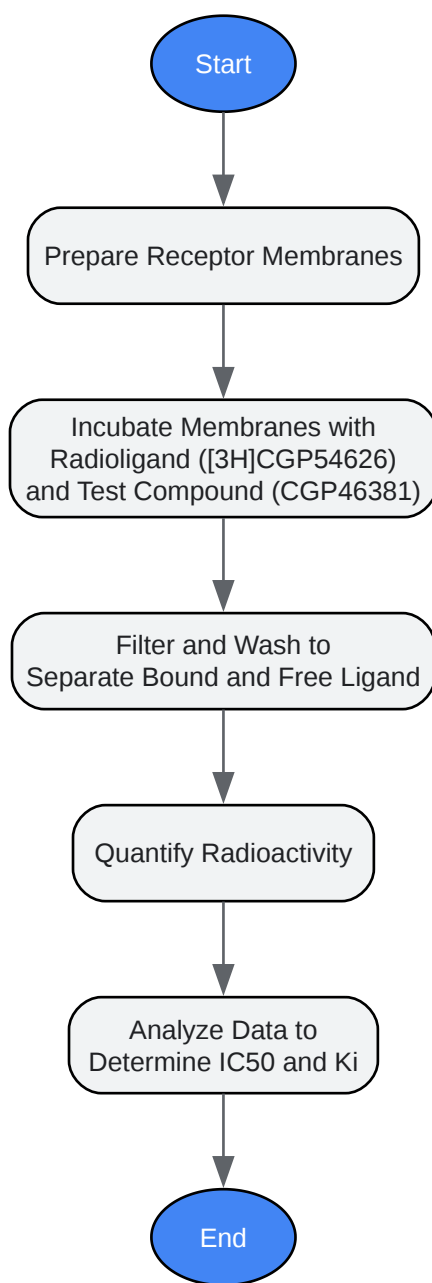 Start
Prepare Receptor Membranes
Incubate Membranes with
Radioligand ([3H]CGP54626)
and Test Compound (CGP46381)
Filter and Wash to
Separate Bound and Free Ligand
Quantify Radioactivity
Analyze Data to
Determine IC50 and Ki
End